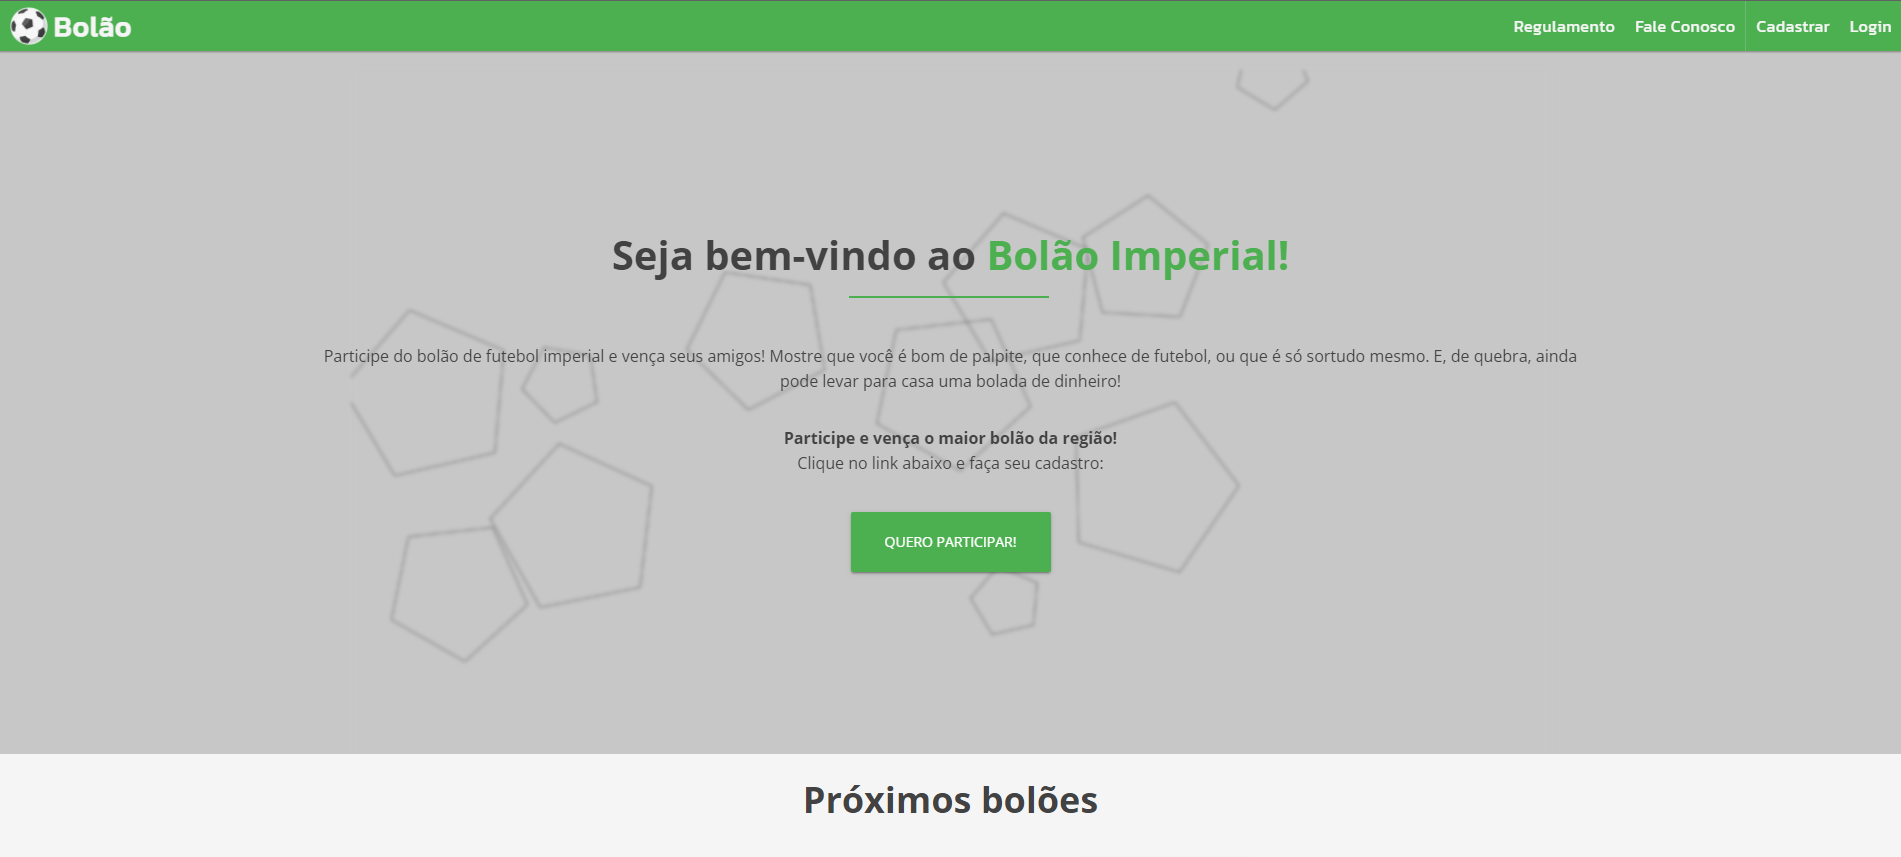 Bolão
Regulamento
Fale Conosco
Cadastrar
Login
Seja bem-vindo ao Bolão Imperial!
Participe do bolão de futebol imperial e vença seus amigos! Mostre que você é bom de palpite, que conhece de futebol, ou que é só sortudo mesmo. E, de quebra, ainda
pode levar para casa uma bolada de dinheiro!
Participe e vença o maior bolão da região!
Clique no link abaixo e faça seu cadastro:
QUERO PARTICIPAR!
Próximos bolões